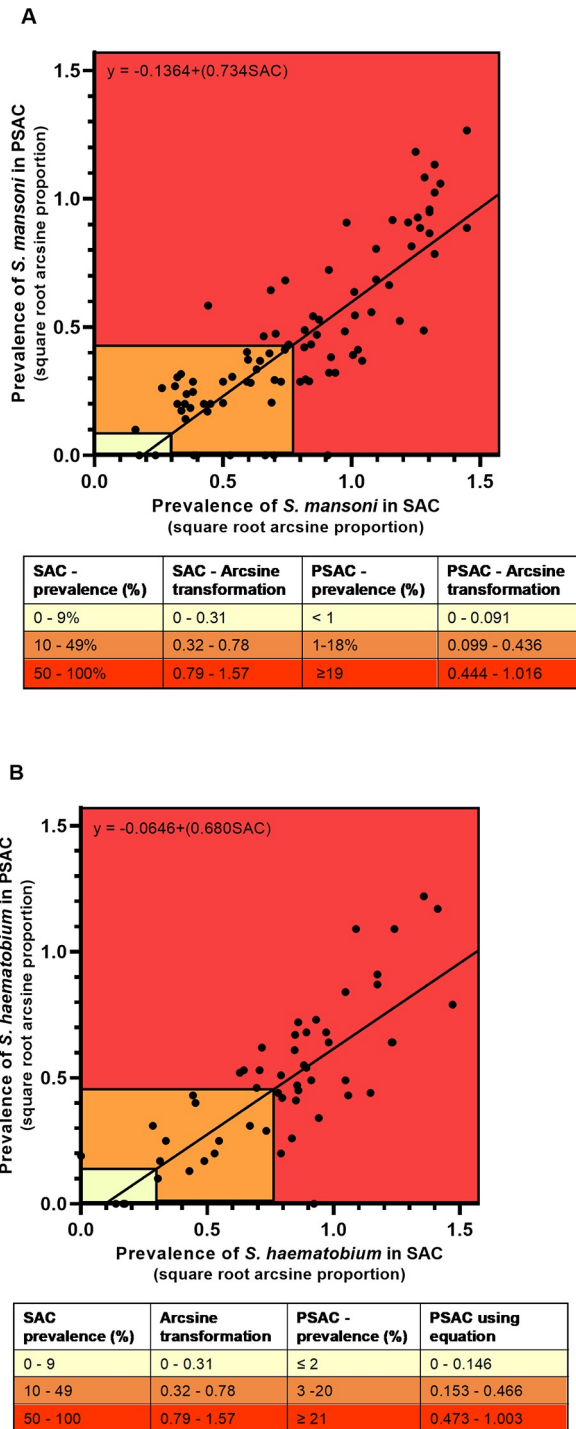 A
y = -0.1364+(0.734SAC)
Prevalence of S. mansoni in PSAC
(square root arcsine proportion)
1.5
1.0
0.5
0.0
0.0 0.5 1.0 1.5
Prevalence of S. mansoni in SAC
(square root arcsine proportion)
SAC - prevalence (%) SAC - Arcsine transformation PSAC - prevalence (%) PSAC - Arcsine transformation
0 - 9% 0 - 0.31 < 1 0 - 0.091
10 - 49% 0.32 - 0.78 1-18% 0.099 - 0.436
50 - 100% 0.79 - 1.57 ≥19 0.444 - 1.016
B
y = -0.0646+(0.680SAC)
Prevalence of S. haematobium in PSAC
(square root arcsine proportion)
1.5
1.0
0.5
0.0
0.0 0.5 1.0 1.5
Prevalence of S. haematobium in SAC
(square root arcsine proportion)
SAC prevalence (%) Arcsine transformation PSAC - prevalence (%) PSAC using equation
0 - 9 0 - 0.31 ≤ 2 0 - 0.146
10 - 49 0.32 - 0.78 3 -20 0.153 - 0.466
50 - 100 0.79 - 1.57 ≥ 21 0.473 - 1.003